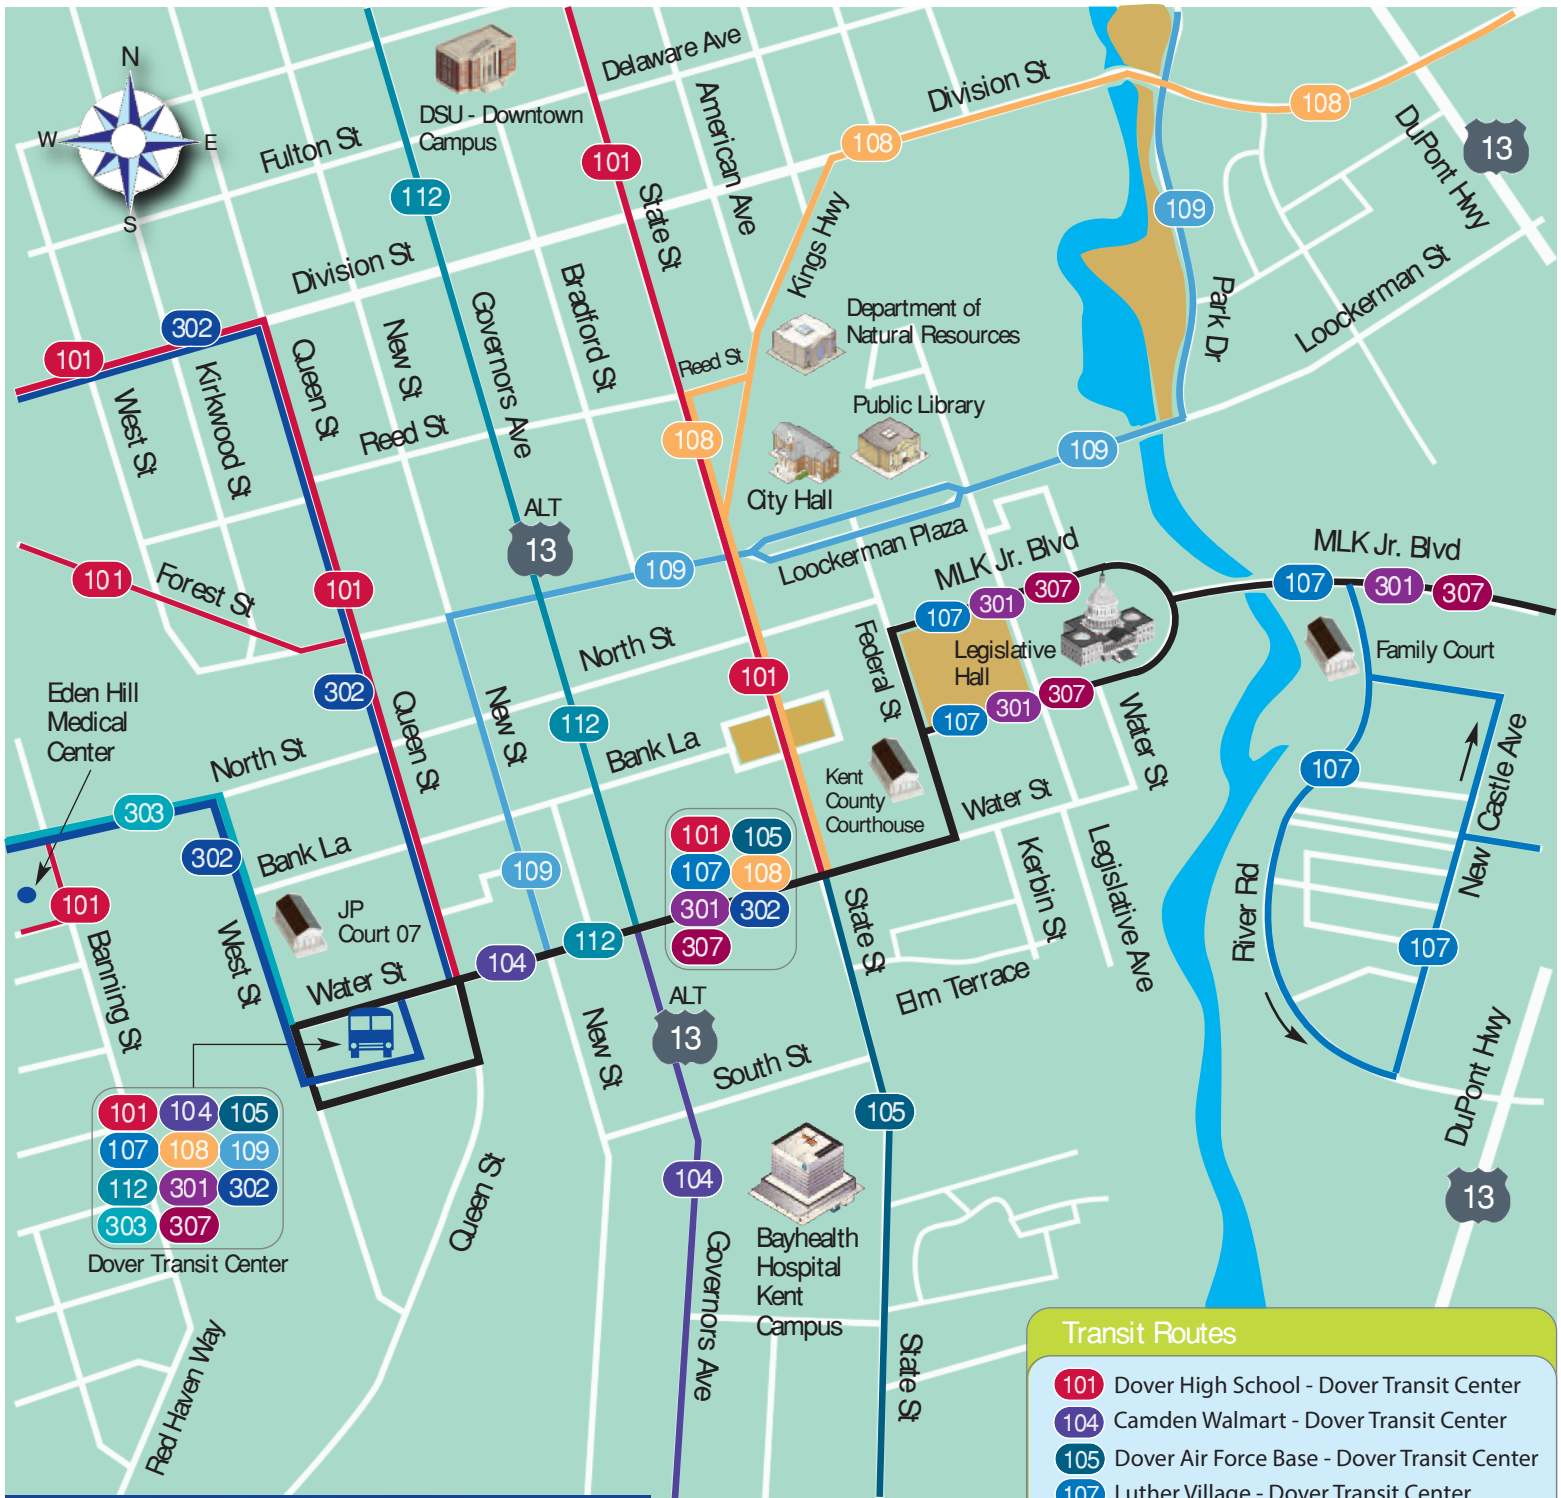 N
W
E
S
DSU - Downtown
Campus
Delaware Ave
American Ave
Division St
108
108
DuPont Hwy
13
Fulton St
112
101
State St
Kings Hwy
109
Park Dr
Loockerman St
Division St
302
101
West St
Kirkwood St
Queen St
New St
Governors Ave
Bradford St
Reed St
Reed St
108
Department of
Natural Resources
Public Library
City Hall
109
ALT
13
109
Loockerman Plaza
101
Forest St
101
302
MLK Jr. Blvd
107
301
307
MLK Jr. Blvd
107
301
307
Federal St
Legislative
Hall
107
301
307
Water St
Family Court
North St
101
Eden Hill
Medical
Center
North St
303
302
Bank La
Queen St
New St
112
Bank La
Kent
County
Courthouse
Water St
Kerbin St
Legislative Ave
107
New Castle Ave
River Rd
107
101
Banning St
West St
JP
Court 07
Water St
109
104
112
101
105
107
108
301
302
307
State St
Elm Terrace
ALT
13
New St
South St
105
DuPont Hwy
13
101
104
105
107
108
109
112
301
302
303
307
Dover Transit Center
Queen St
Red Haven Way
104
Governors Ave
Bayhealth
Hospital
Kent
Campus
State St
Transit Routes
101 Dover High School - Dover Transit Center
104 Camden Walmart - Dover Transit Center
105 Dover Air Force Base - Dover Transit Center
107 Luther Village - Dover Transit Center